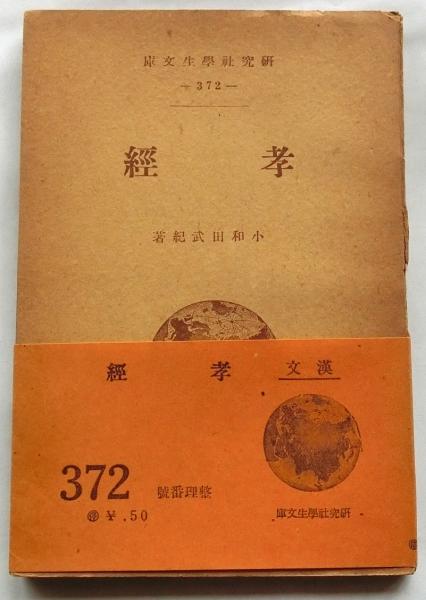 研究社學生文庫
—372—
孝經
小和田武紀著
漢文
孝經
整理番號
372
¥.50
研究社學生文庫